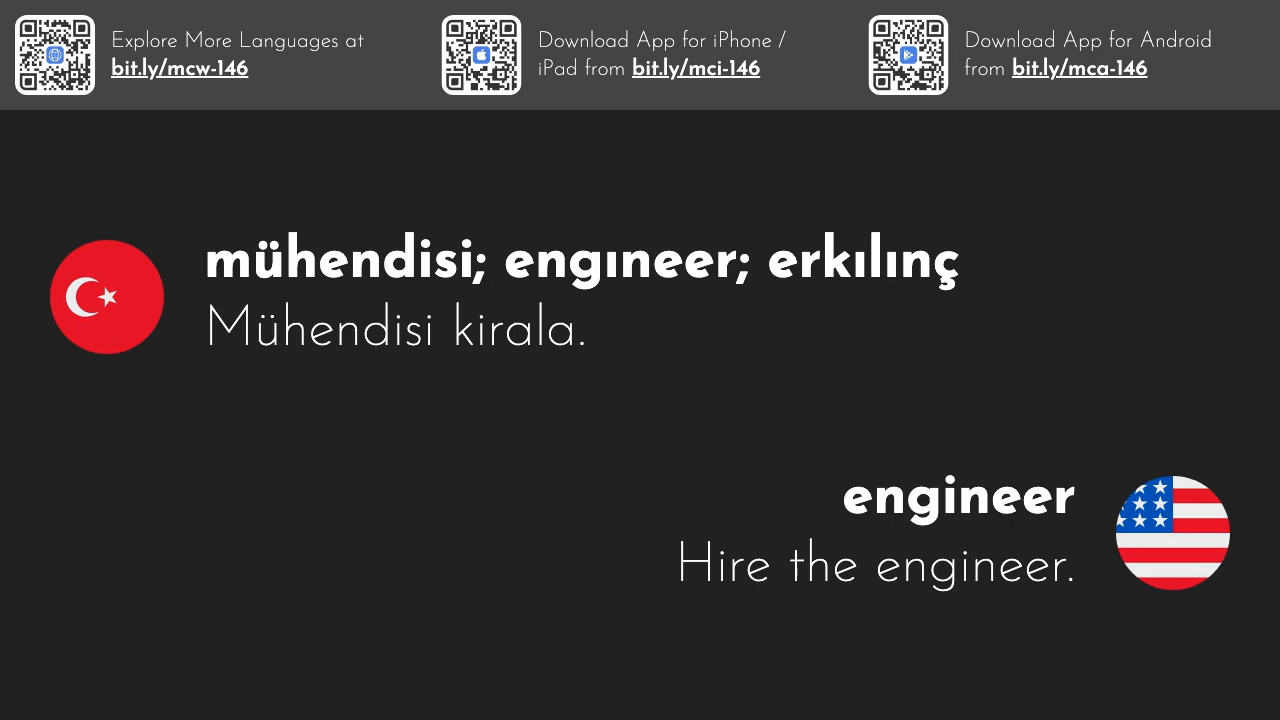 Explore More Languages at
bit.ly/mcw-146
Download App for iPhone /
iPad from bit.ly/mci-146
Download App for Android
from bit.ly/mca-146
mühendisi; engıneer; erkılınç
Mühendisi kirala.
engineer
Hire the engineer.